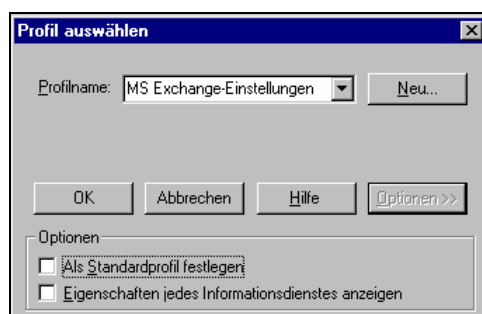 Profil auswählen
Profilname: MS Exchange-Einstellungen Neu...
OK Abbrechen Hilfe Optionen >>
Optionen
Als Standardprofil festlegen
Eigenschaften jedes Informationsdienstes anzeigen